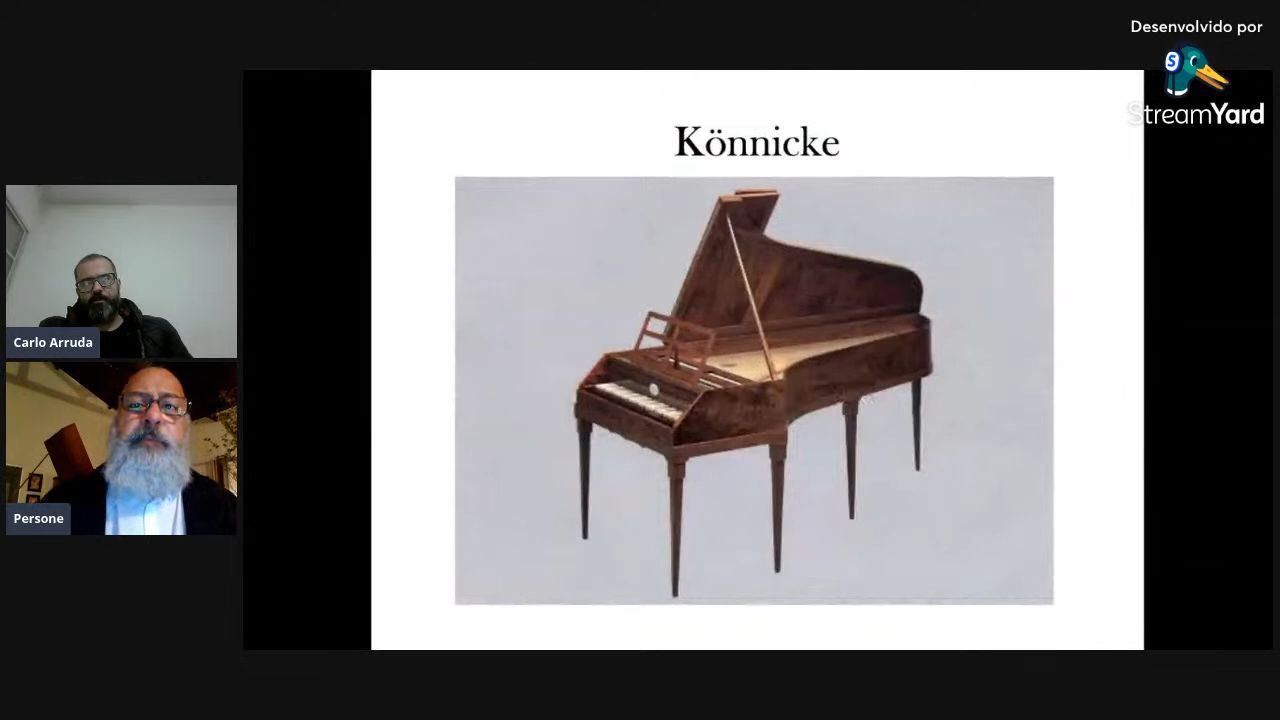 Desenvolvido por
StreamYard
Könnicke
Carlo Arruda
Persone